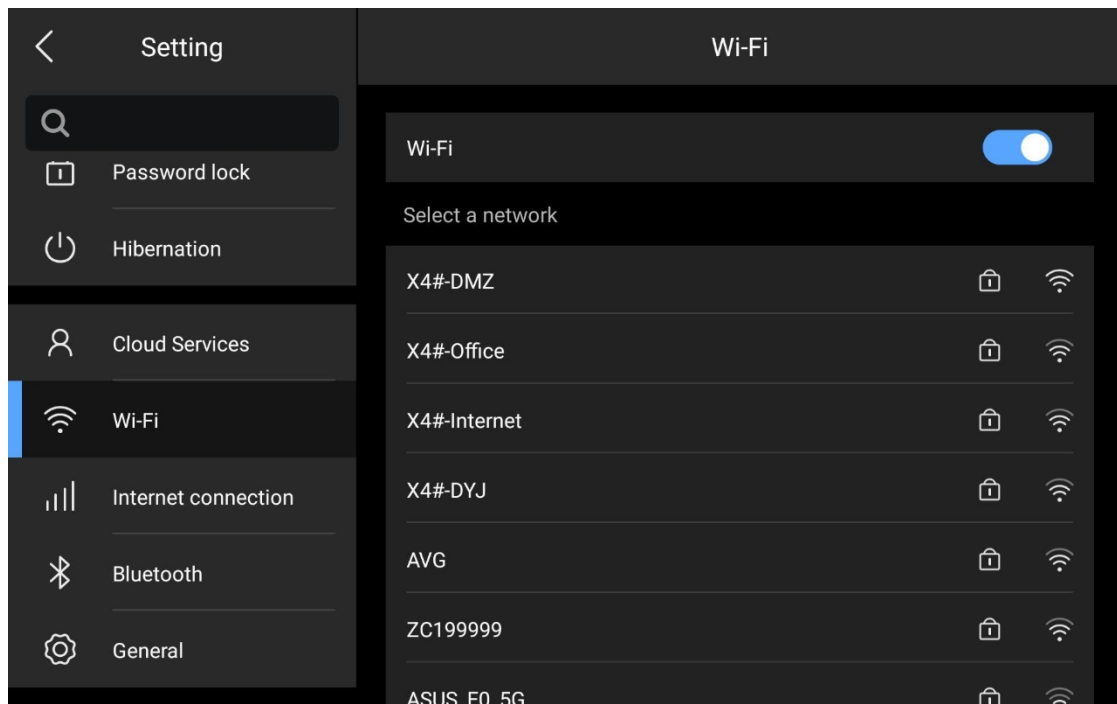 Setting
Password lock
Hibernation
Cloud Services
Wi-Fi
Internet connection
Bluetooth
General
Wi-Fi
Wi-Fi
Select a network
X4#-DMZ
X4#-Office
X4#-Internet
X4#-DYJ
AVG
ZC199999
ASUS_E0_5G